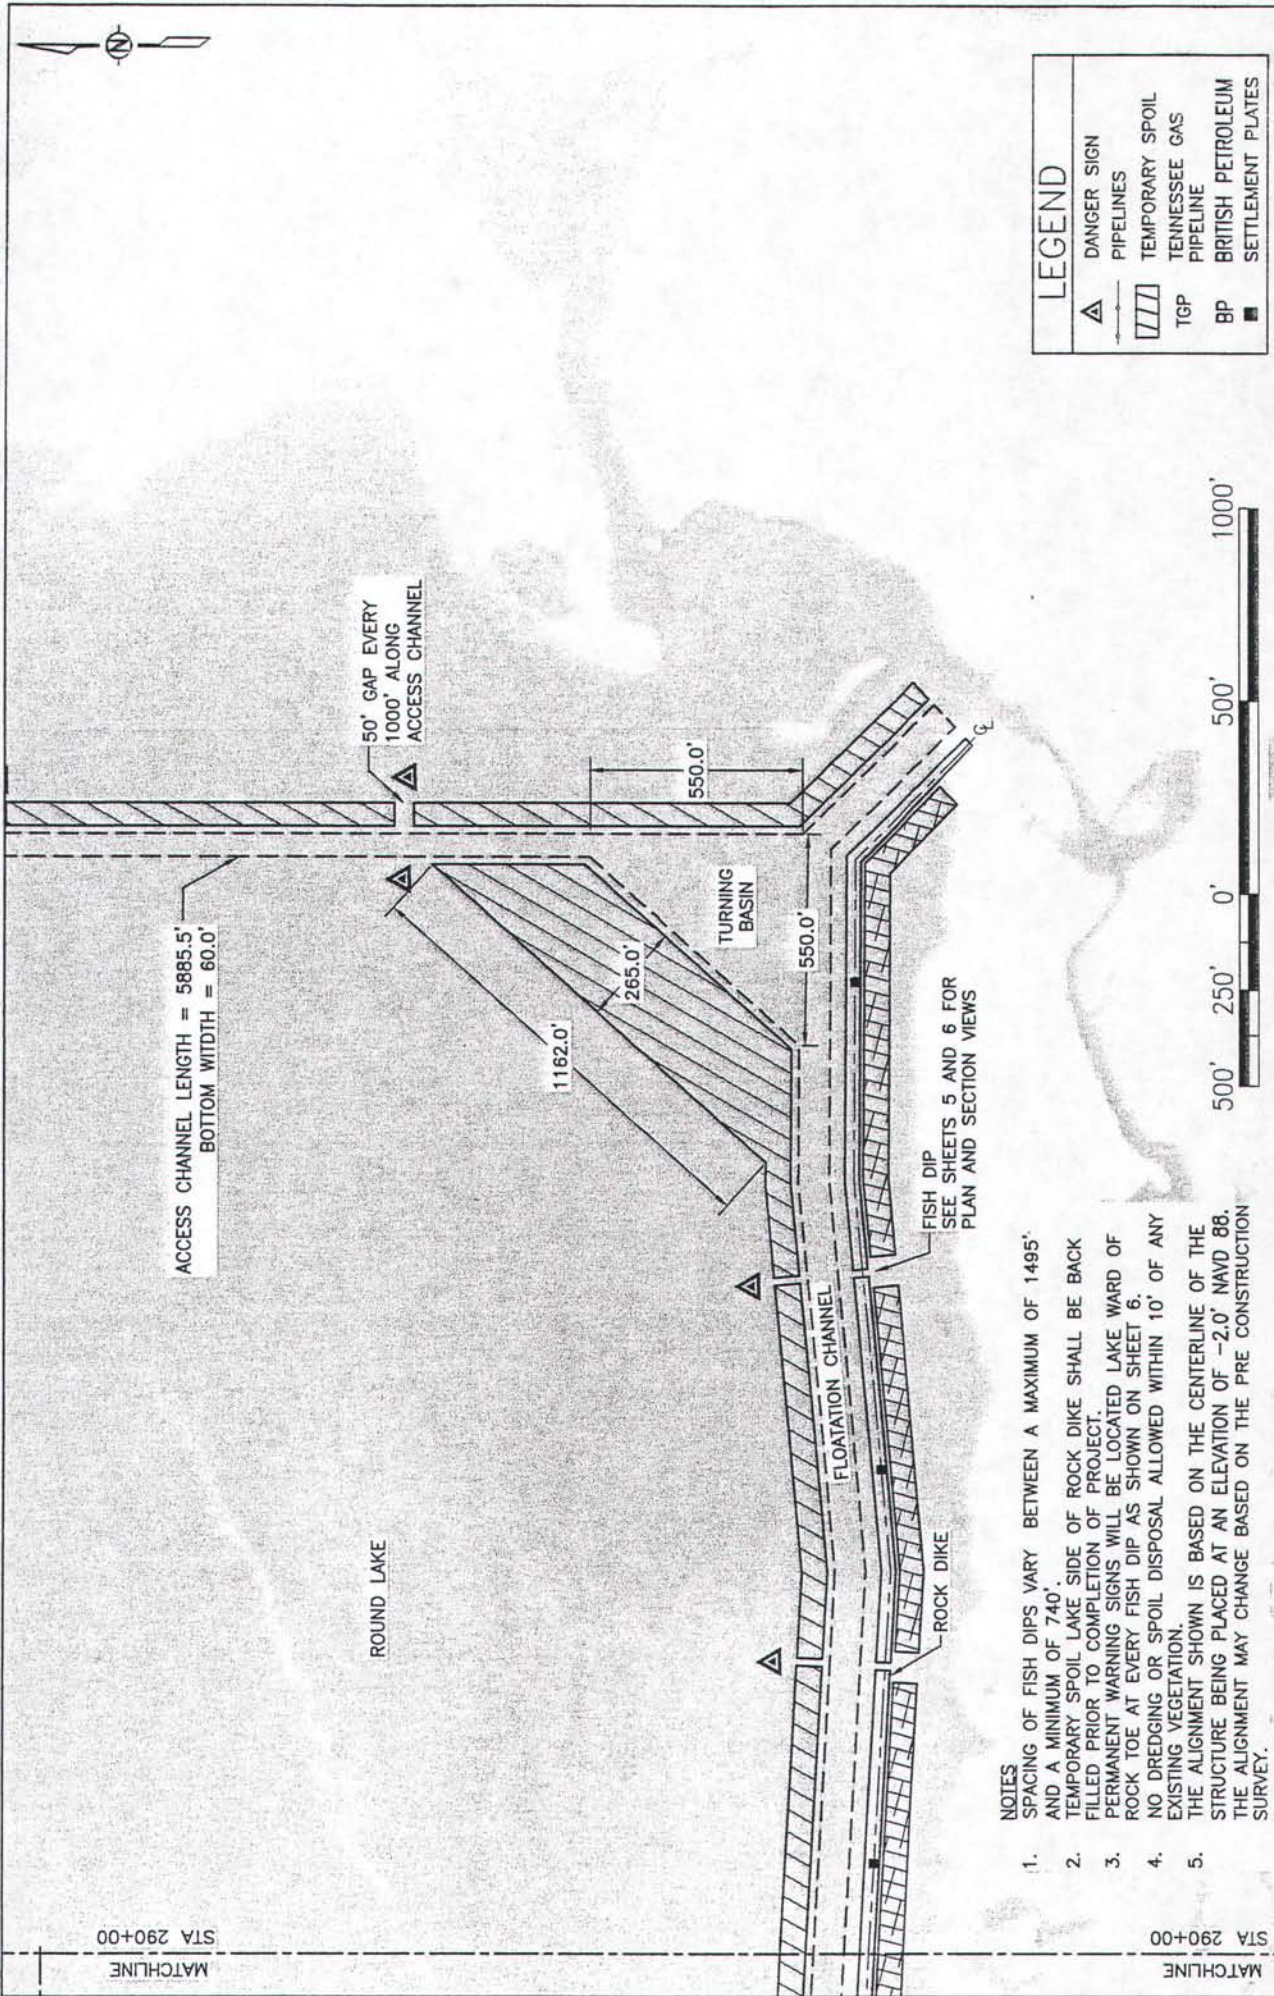 N
ACCESS CHANNEL LENGTH = 5885.5'
BOTTOM WITDTH = 60.0'
50' GAP EVERY
1000' ALONG
ACCESS CHANNEL
550.0'
1162.0'
265.0'
TURNING
BASIN
550.0'
ROUND LAKE
FLOATATION CHANNEL
FISH DIP
SEE SHEETS 5 AND 6 FOR
PLAN AND SECTION VIEWS
ROCK DIKE
CL
MATCHLINE
STA 290+00
MATCHLINE
STA 290+00
NOTES
1. SPACING OF FISH DIPS VARY BETWEEN A MAXIMUM OF 1495'
AND A MINIMUM OF 740'.
2. TEMPORARY SPOIL LAKE SIDE OF ROCK DIKE SHALL BE BACK
FILLED PRIOR TO COMPLETION OF PROJECT.
3. PERMANENT WARNING SIGNS WILL BE LOCATED LAKE WARD OF
ROCK TOE AT EVERY FISH DIP AS SHOWN ON SHEET 6.
4. NO DREDGING OR SPOIL DISPOSAL ALLOWED WITHIN 10' OF ANY
EXISTING VEGETATION.
5. THE ALIGNMENT SHOWN IS BASED ON THE CENTERLINE OF THE
STRUCTURE BEING PLACED AT AN ELEVATION OF -2.0' NAVD 88.
THE ALIGNMENT MAY CHANGE BASED ON THE PRE CONSTRUCTION
SURVEY.
500' 250' 0' 500' 1000'
LEGEND
DANGER SIGN
PIPELINES
TEMPORARY SPOIL
TGP TENNESSEE GAS
PIPELINE
BP BRITISH PETROLEUM
SETTLEMENT PLATES